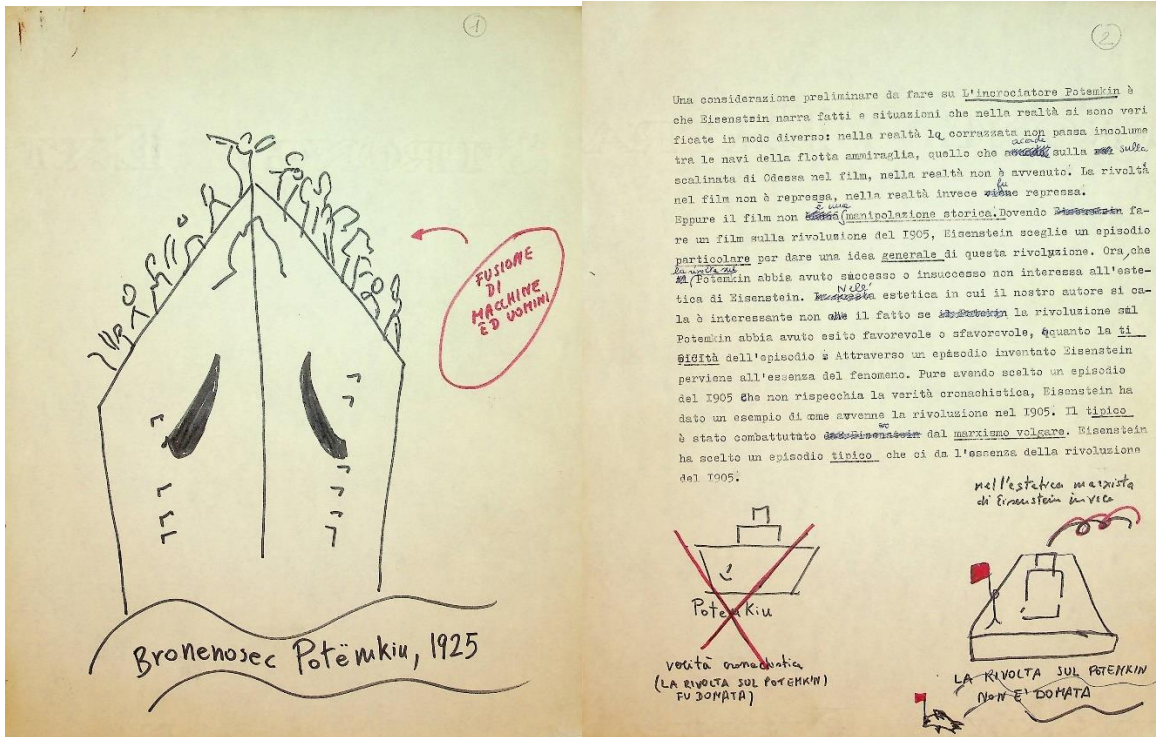 1
FUSIONE
DI
MACCHINE
ED UOMINI
Bronenosec Potëmkin, 1925
2
Una considerazione preliminare da fare su L'incrociatore Potemkin è
che Eisenstein narra fatti e situazioni che nella realtà si sono veri
ficate in modo diverso: nella realtà la corrazzata non passa incolume
tra le navi della flotta ammiraglia, quello che accade sulla sulla
scalinata di Odessa nel film, nella realtà non è avvenuto. La rivolta
nel film non è repressa, nella realtà invece fu repressa.
Eppure il film non è una manipolazione storica. Dovendo Eisenstein fa-
re un film sulla rivoluzione del I905, Eisenstein sceglie un episodio
particolare per dare una idea generale di questa rivoluzione. Ora, che
la rivolta sul Potemkin abbia avuto successo o insuccesso non interessa all'este-
tica di Eisenstein. Nell' estetica in cui il nostro autore si ca-
la è interessante non il fatto se la rivoluzione sul
Potemkin abbia avuto esito favorevole o sfavorevole, quanto la ti
picità dell'episodio. Attraverso un episodio inventato Eisenstein
perviene all'essenza del fenomeno. Pure avendo scelto un episodio
del I905 che non rispecchia la verità cronachistica, Eisenstein ha
dato un esempio di come avvenne la rivoluzione nel I905. Il tipico
è stato combattututo dal marxismo volgare. Eisenstein
ha scelto un episodio tipico che ci da l'essenza della rivoluzione
del I905.
nell'estetica marxista
di Eisenstein invece
Potemkin
verità cronachistica
(LA RIVOLTA SUL POTEMKIN)
FU DOMATA)
LA RIVOLTA SUL POTEMKIN
NON E' DOMATA